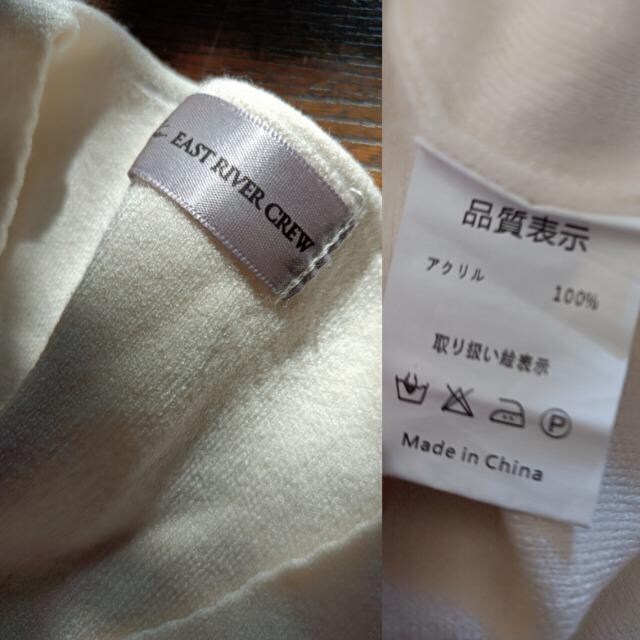 EAST RIVER CREW
品質表示
アクリル 100%
取り扱い絵表示
P
Made in China